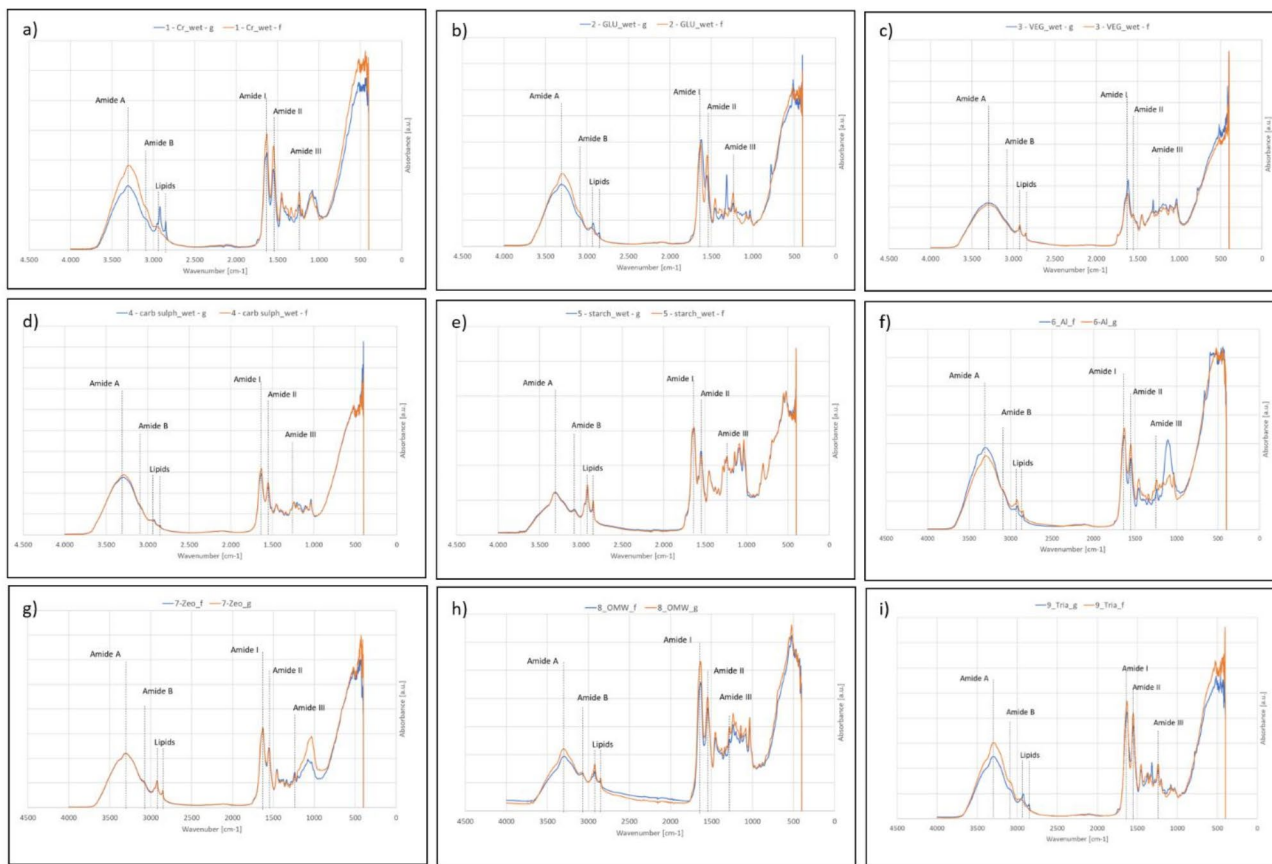 a)
1 - Cr_wet - g 1 - Cr_wet - f
Amide A
Amide B
Lipids
Amide I
Amide II
Amide III
Absorbance [a.u.]
4.500 4.000 3.500 3.000 2.500 2.000 1.500 1.000 500 0
Wavenumber [cm-1]
b)
2 - GLU_wet - g 2 - GLU_wet - f
Amide A
Amide B
Lipids
Amide I
Amide II
Amide III
Absorbance [a.u.]
4.500 4.000 3.500 3.000 2.500 2.000 1.500 1.000 500 0
Wavenumber [cm-1]
c)
3 - VEG_wet - g 3 - VEG_wet - f
Amide A
Amide B
Lipids
Amide I
Amide II
Amide III
Absorbance [a.u.]
4.500 4.000 3.500 3.000 2.500 2.000 1.500 1.000 500 0
Wavenumber [cm-1]
d)
4 - carb sulph_wet - g 4 - carb sulph_wet - f
Amide A
Amide B
Lipids
Amide I
Amide II
Amide III
Absorbance [a.u.]
4.500 4.000 3.500 3.000 2.500 2.000 1.500 1.000 500 0
Wavenumber [cm-1]
e)
5 - starch_wet - g 5 - starch_wet - f
Amide A
Amide B
Lipids
Amide I
Amide II
Amide III
Absorbance [a.u.]
4.500 4.000 3.500 3.000 2.500 2.000 1.500 1.000 500 0
Wavenumber [cm-1]
f)
6_Al_f 6-Al_g
Amide A
Amide B
Lipids
Amide I
Amide II
Amide III
Absorbance [a.u.]
4500 4000 3500 3000 2500 2000 1500 1000 500 0
Wavenumber [cm-1]
g)
7-Zeo_f 7-Zeo_g
Amide A
Amide B
Lipids
Amide I
Amide II
Amide III
Absorbance [a.u.]
4500 4000 3500 3000 2500 2000 1500 1000 500 0
Wavenuber [cm-1]
h)
8_OMW_f 8_OMW_g
Amide A
Amide B
Lipids
Amide I
Amide II
Amide III
Absorbance [a.u.]
4500 4000 3500 3000 2500 2000 1500 1000 500 0
Wavenumber [cm-1]
i)
9_Tria_g 9_Tria_f
Amide A
Amide B
Lipids
Amide I
Amide II
Amide III
Absorbance [a.u.]
4500 4000 3500 3000 2500 2000 1500 1000 500 0
Wavenumber [cm-1]